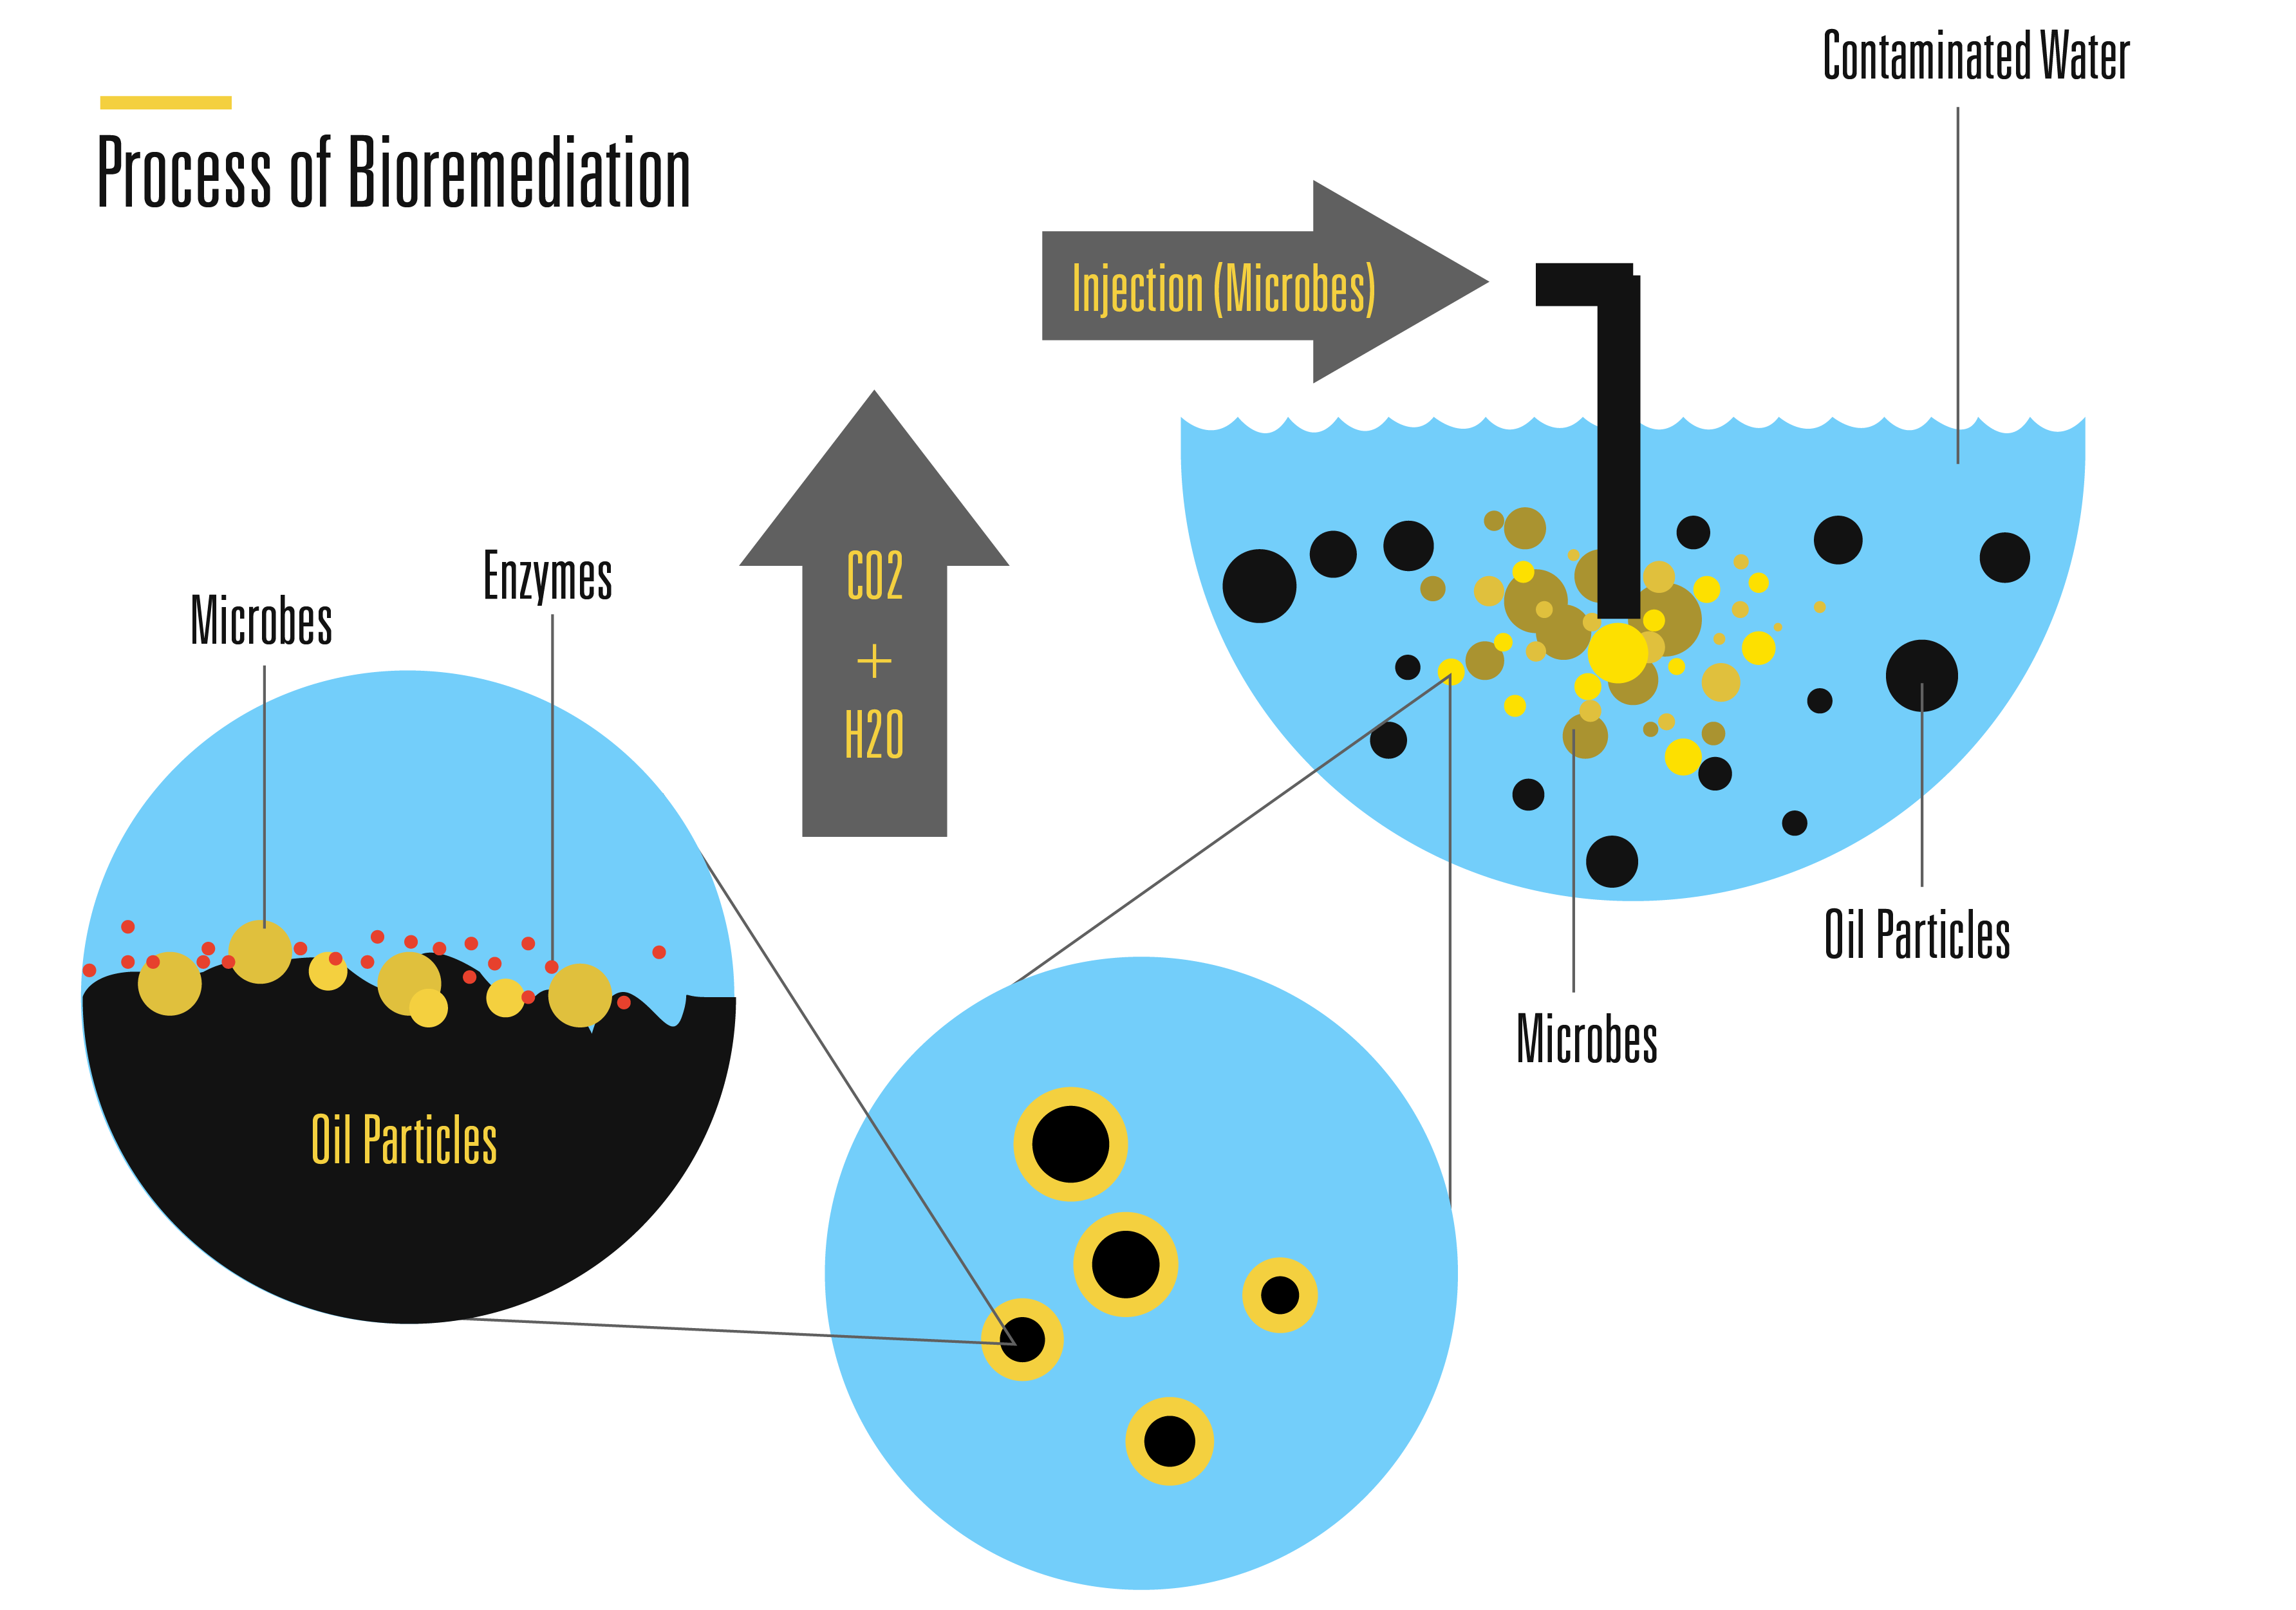 Process of Bioremediation
Contaminated Water
Injection (Microbes)
CO2
+
H2O
Enzymes
Microbes
Oil Particles
Oil Particles
Microbes